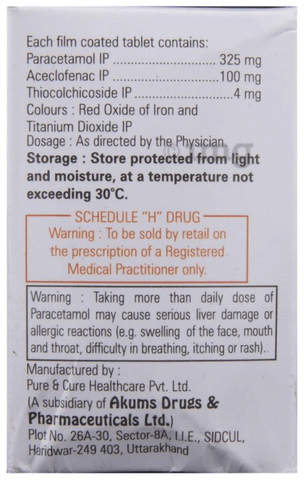 Each film coated tablet contains:
Paracetamol IP ............................ 325 mg
Aceclofenac IP ............................100 mg
Thiocolchicoside IP ..........................4 mg
Colours : Red Oxide of Iron and
Titanium Dioxide IP
Dosage : As directed by the Physician
Storage : Store protected from light
and moisture, at a temperature not
exceeding 30°C.
SCHEDULE "H" DRUG
Warning : To be sold by retail on
the prescription of a Registered
Medical Practitioner only.
Warning : Taking more than daily dose of
Paracetamol may cause serious liver damage or
allergic reactions (e.g. swelling of the face, mouth
and throat, difficulty in breathing, itching or rash).
Manufactured by :
Pure & Cure Healthcare Pvt. Ltd.
(A subsidiary of Akums Drugs &
Pharmaceuticals Ltd.)
Plot No. 26A-30, Sector-8A, I.I.E., SIDCUL,
Haridwar-249 403, Uttarakhand